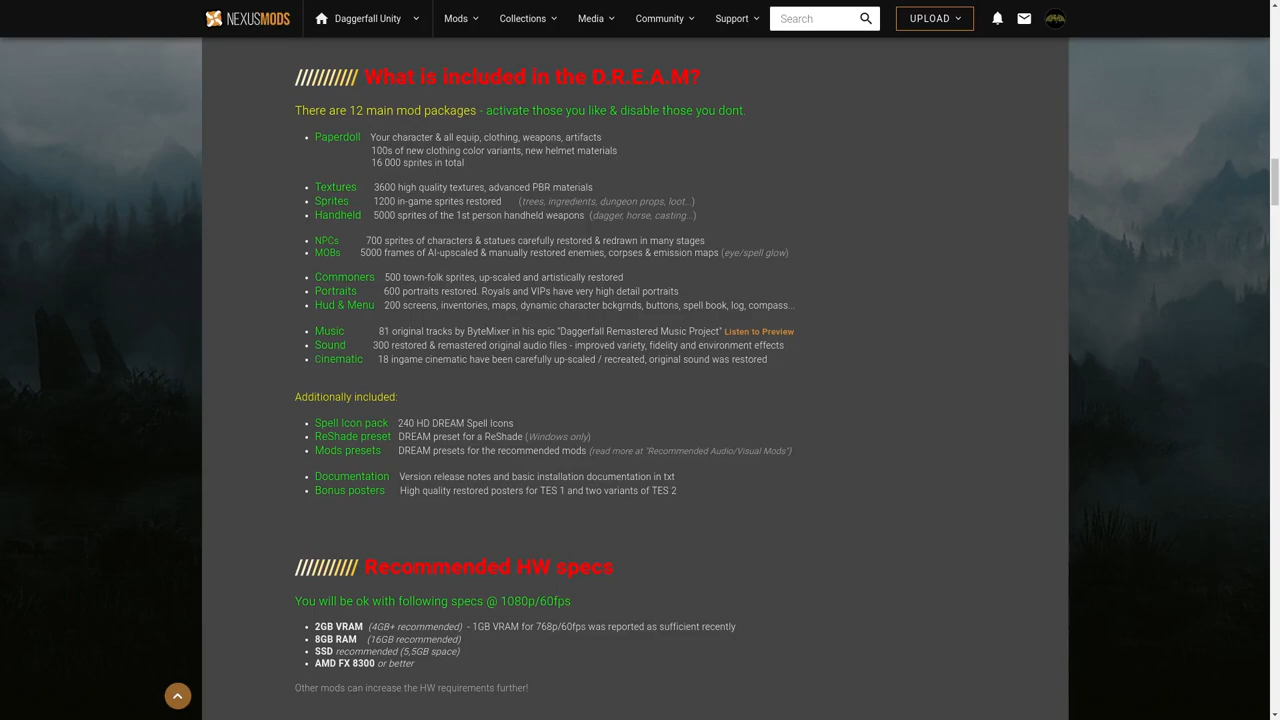 NEXUSMODS Daggerfall Unity Mods Collections Media Community Support Search UPLOAD
What is included in the D.R.E.A.M?
There are 12 main mod packages - activate those you like & disable those you dont.
Paperdoll Your character & all equip, clothing, weapons, artifacts
100s of new clothing color variants, new helmet materials
16 000 sprites in total
Textures 3600 high quality textures, advanced PBR materials
Sprites 1200 in-game sprites restored (trees, ingredients, dungeon props, loot...)
Handheld 5000 sprites of the 1st person handheld weapons (dagger, horse, casting...)
NPCs 700 sprites of characters & statues carefully restored & redrawn in many stages
MOBs 5000 frames of AI-upscaled & manually restored enemies, corpses & emission maps (eye/spell glow)
Commoners 500 town-folk sprites, up-scaled and artistically restored
Portraits 600 portraits restored. Royals and VIPs have very high detail portraits
Hud & Menu 200 screens, inventories, maps, dynamic character bckgrnds, buttons, spell book, log, compass...
Music 81 original tracks by ByteMixer in his epic "Daggerfall Remastered Music Project" Listen to Preview
Sound 300 restored & remastered original audio files - improved variety, fidelity and environment effects
Cinematic 18 ingame cinematic have been carefully up-scaled / recreated, original sound was restored
Additionally included:
Spell Icon pack 240 HD DREAM Spell Icons
ReShade preset DREAM preset for a ReShade (Windows only)
Mods presets DREAM presets for the recommended mods (read more at "Recommended Audio/Visual Mods")
Documentation Version release notes and basic installation documentation in txt
Bonus posters High quality restored posters for TES 1 and two variants of TES 2
Recommended HW specs
You will be ok with following specs @ 1080p/60fps
2GB VRAM (4GB+ recommended) - 1GB VRAM for 768p/60fps was reported as sufficient recently
8GB RAM (16GB recommended)
SSD recommended (5,5GB space)
AMD FX 8300 or better
Other mods can increase the HW requirements further!